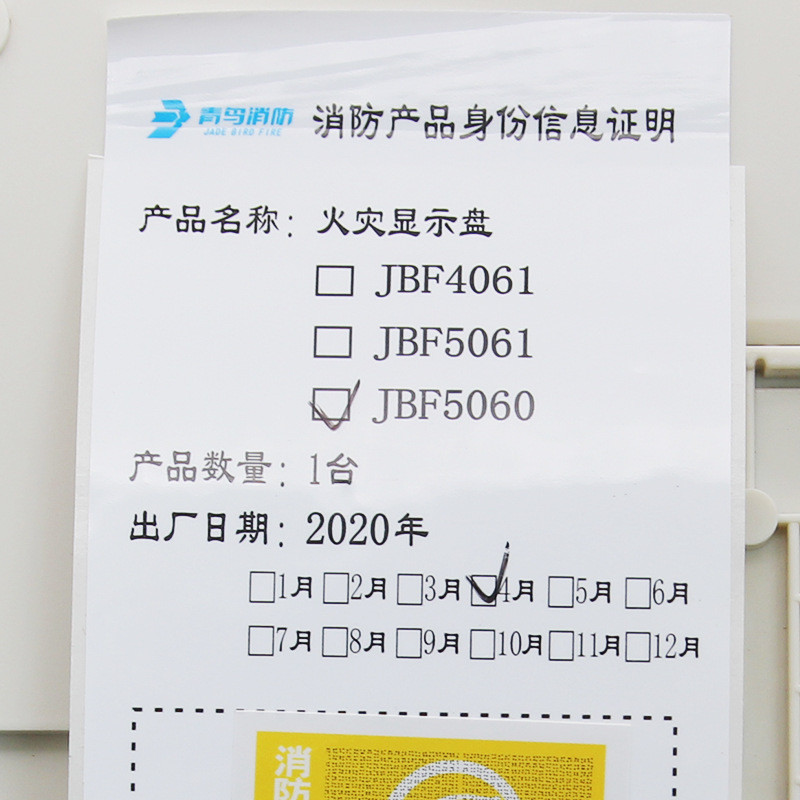 青鸟消防 消防产品身份信息证明
JADE BIRD FIRE
产品名称：火灾显示盘
□ JBF4061
□ JBF5061
☑ JBF5060
产品数量：1台
出厂日期：2020年
□1月 □2月 □3月 ☑4月 □5月 □6月
□7月 □8月 □9月 □10月 □11月 □12月
消防